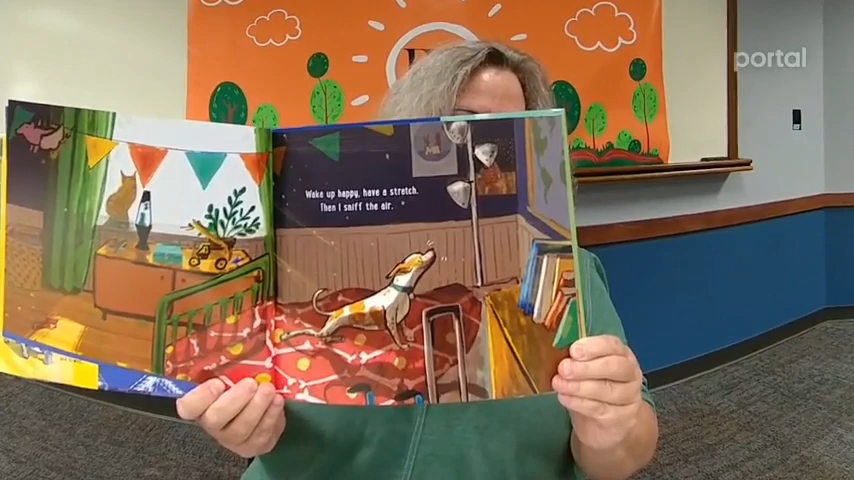 portal
Wake up happy, have a stretch.
Then I sniff the air.